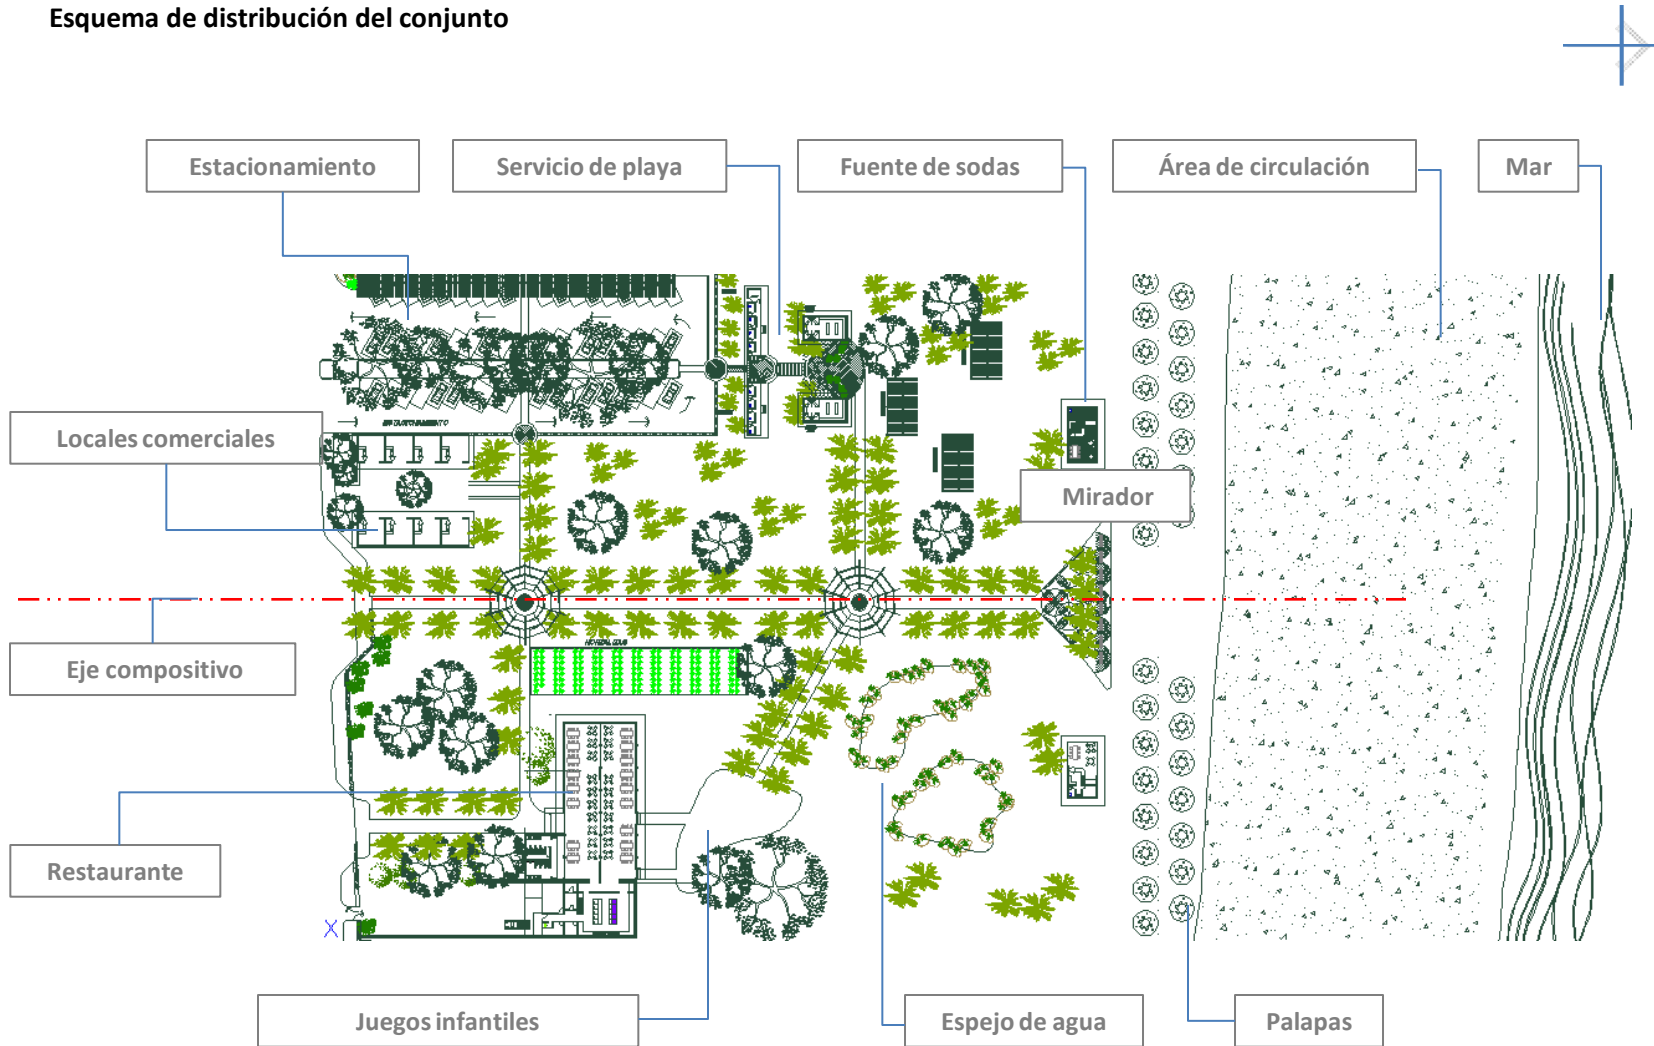 Esquema de distribución del conjunto
Estacionamiento
Servicio de playa
Fuente de sodas
Área de circulación
Mar
ESTACIONAMIENTO
Locales comerciales
Mirador
Eje compositivo
Restaurante
Juegos infantiles
Espejo de agua
Palapas